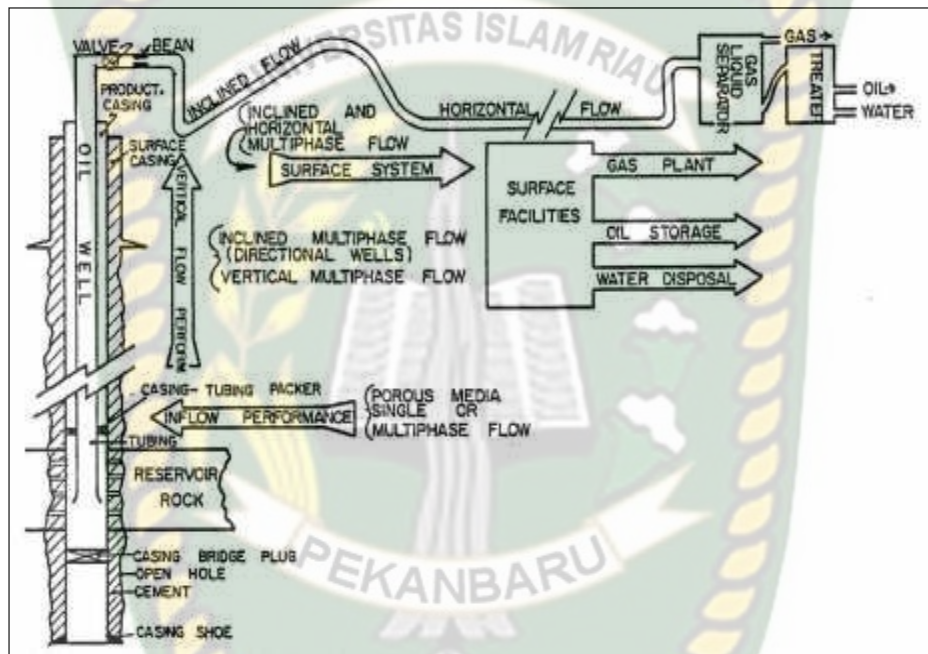 VALVE
BEAN
PRODUCT.
CASING
SURFACE
CASING
OIL WELL
VERTICAL FLOW PERFORM
INCLINED FLOW
UNIVERSITAS ISLAM RIAU
INCLINED AND
HORIZONTAL
MULTIPHASE FLOW
SURFACE SYSTEM
HORIZONTAL FLOW
GAS
LIQUID
SEPARATOR
GAS
TREATER
OIL
WATER
SURFACE
FACILITIES
GAS PLANT
OIL STORAGE
WATER DISPOSAL
INCLINED MULTIPHASE FLOW
(DIRECTIONAL WELLS)
VERTICAL MULTIPHASE FLOW
CASING- TUBING PACKER
INFLOW PERFORMANCE
POROUS MEDIA
SINGLE OR
MULTIPHASE FLOW
TUBING
RESERVOIR
ROCK
CASING BRIDGE PLUG
OPEN HOLE
CEMENT
CASING SHOE
PEKANBARU